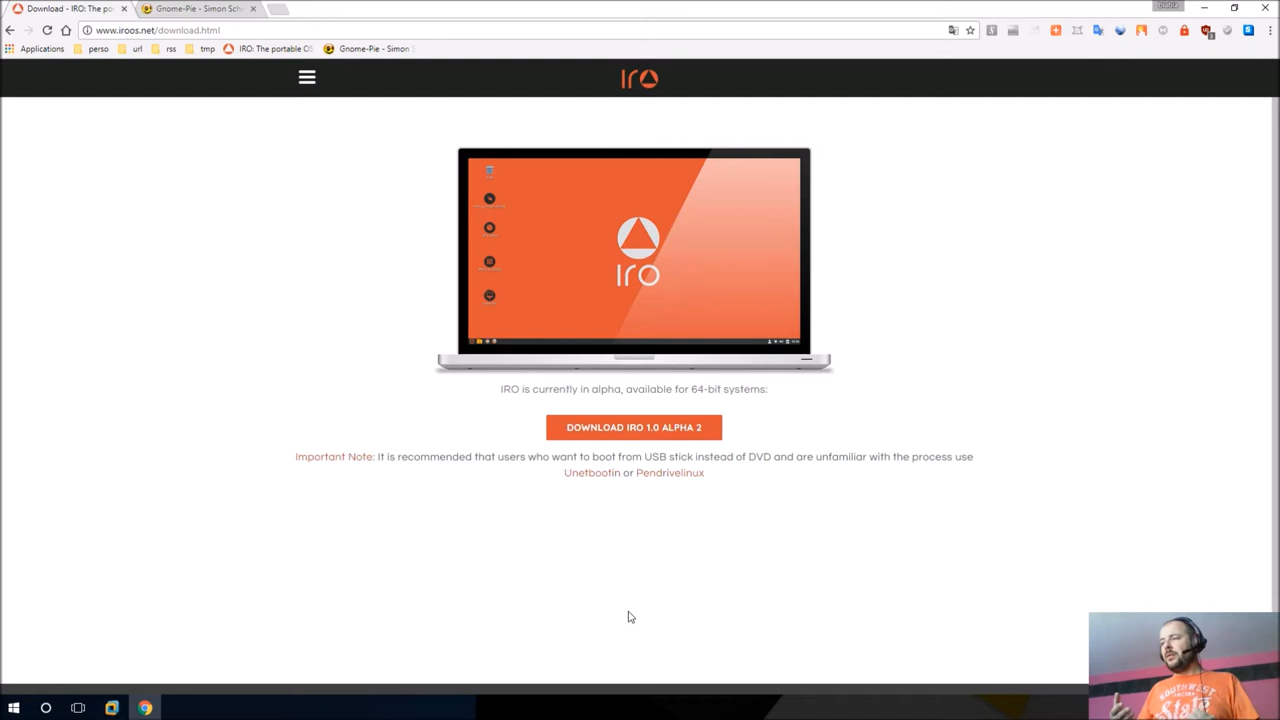 blabla
Download - IRO: The po
Gnome-Pie - Simon Sch
www.iroos.net/download.html
Applications
perso
url
rss
tmp
IRO: The portable OS
Gnome-Pie - Simon
Iro
Iro
IRO is currently in alpha, available for 64-bit systems:
DOWNLOAD IRO 1.0 ALPHA 2
Important Note: It is recommended that users who want to boot from USB stick instead of DVD and are unfamiliar with the process use
Unetbootin or Pendrivelinux
SOUTHWEST
State